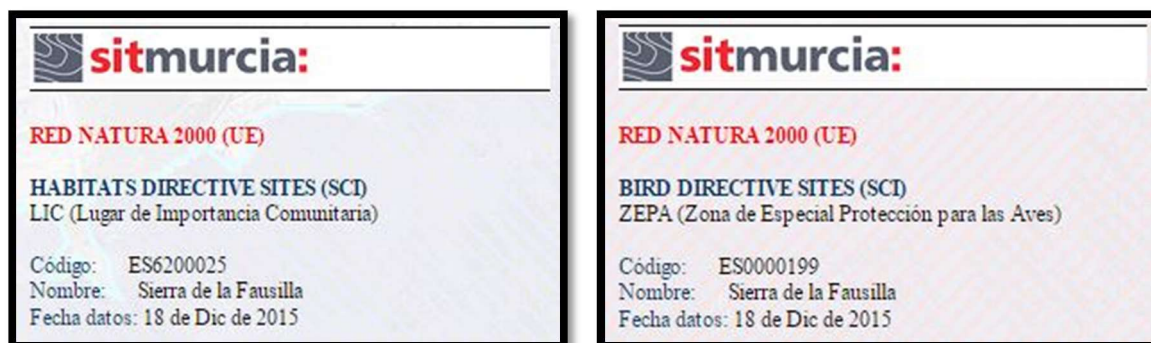 sitmurcia:
RED NATURA 2000 (UE)
HABITATS DIRECTIVE SITES (SCI)
LIC (Lugar de Importancia Comunitaria)
Código: ES6200025
Nombre: Sierra de la Fausilla
Fecha datos: 18 de Dic de 2015
sitmurcia:
RED NATURA 2000 (UE)
BIRD DIRECTIVE SITES (SCI)
ZEPA (Zona de Especial Protección para las Aves)
Código: ES0000199
Nombre: Sierra de la Fausilla
Fecha datos: 18 de Dic de 2015